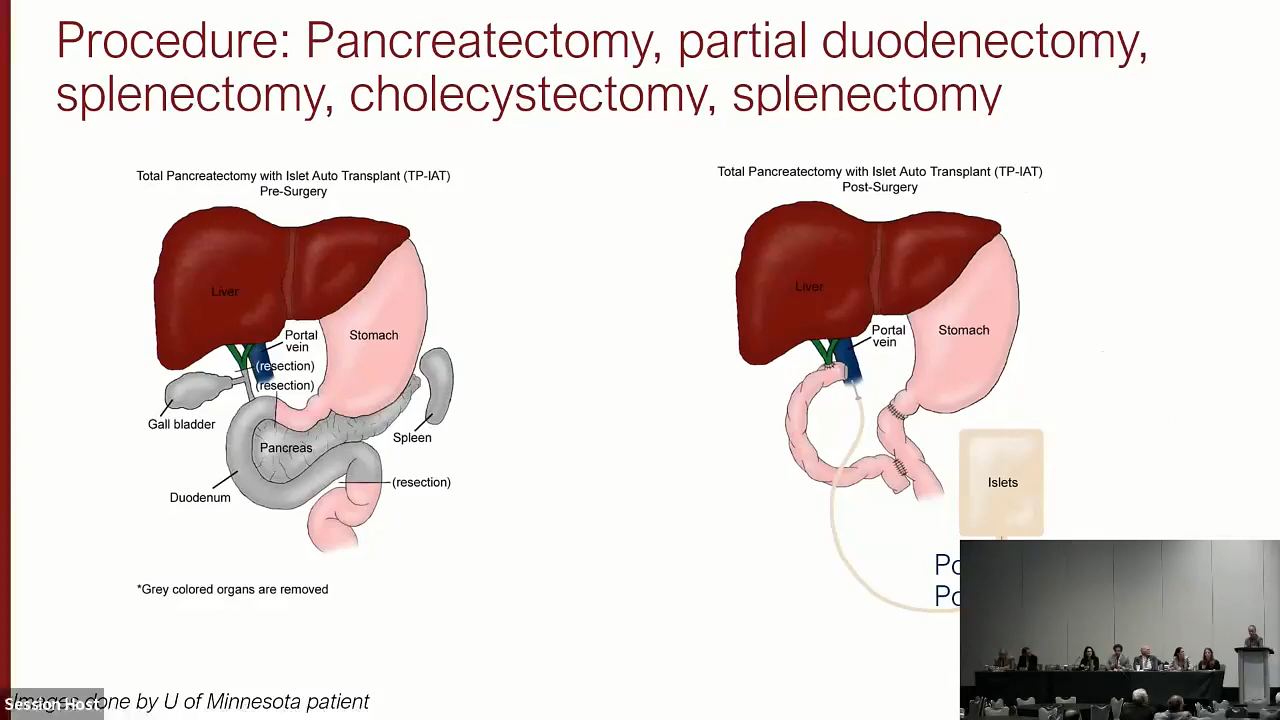 Procedure: Pancreatectomy, partial duodenectomy,
splenectomy, cholecystectomy, splenectomy
Total Pancreatectomy with Islet Auto Transplant (TP-IAT)
Pre-Surgery
Liver
Portal
vein
Stomach
(resection)
(resection)
Gall bladder
Spleen
Pancreas
(resection)
Duodenum
*Grey colored organs are removed
Total Pancreatectomy with Islet Auto Transplant (TP-IAT)
Post-Surgery
Liver
Portal
vein
Stomach
Islets
done by U of Minnesota patient
Session Host